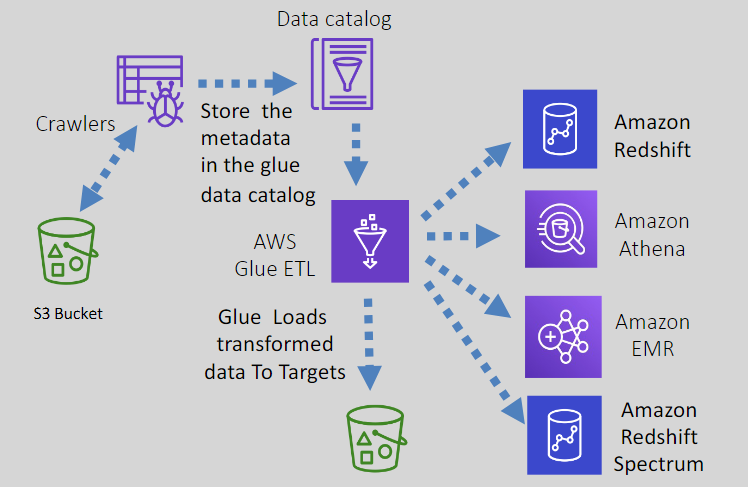 Data catalog
Crawlers
Store the
metadata
in the glue
data catalog
S3 Bucket
AWS
Glue ETL
Glue Loads
transformed
data To Targets
Amazon
Redshift
Amazon
Athena
Amazon
EMR
Amazon
Redshift
Spectrum